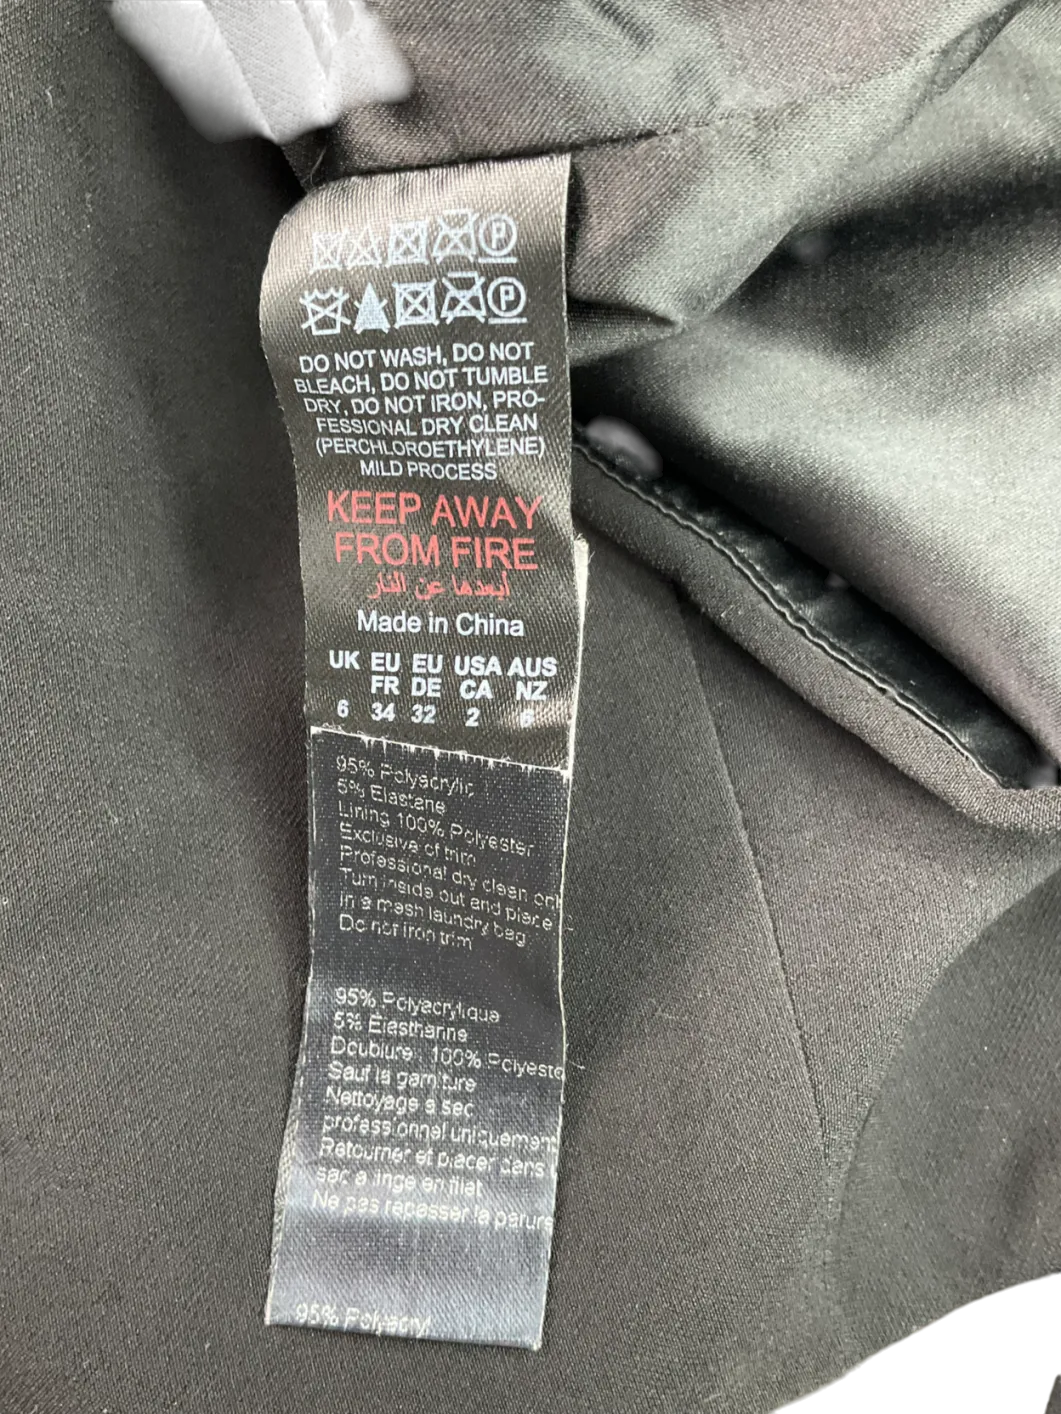 DO NOT WASH, DO NOT
BLEACH, DO NOT TUMBLE
DRY, DO NOT IRON, PRO-
FESSIONAL DRY CLEAN
(PERCHLOROETHYLENE)
MILD PROCESS
KEEP AWAY
FROM FIRE
أبعدها عن النار
Made in China
UK EU EU USA AUS
FR DE CA NZ
6 34 32 2 6
95% Polyacrylic
5% Elastane
Lining 100% Polyester
Exclusive of trim
Professional dry clean only
Turn inside out and place
in a mesh laundry bag
Do not iron trim
95% Polyacrylique
5% Élasthanne
Doublure: 100% Polyeste
Sauf la garniture
Nettoyage a sec
professionnel uniquement
Retourner et placer dans
sac a linge en filet
Ne pas repasser la parure
95% Polyacryl